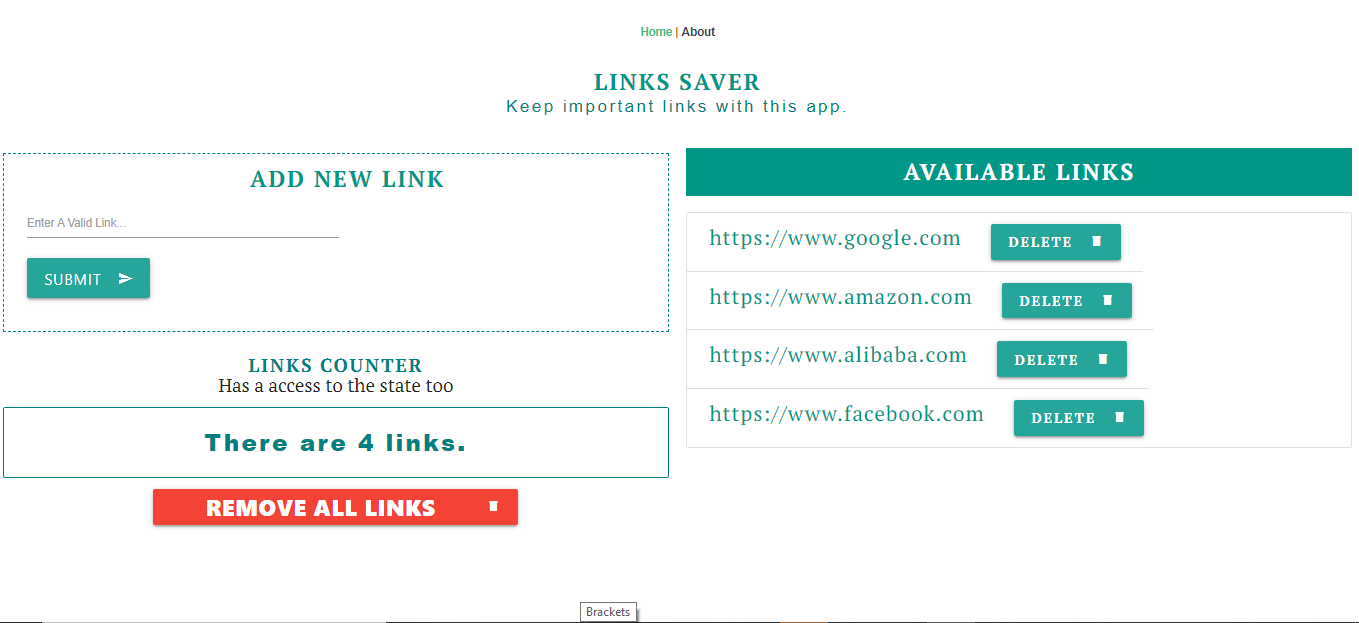 Home | About
LINKS SAVER
Keep important links with this app.
ADD NEW LINK
Enter A Valid Link...
SUBMIT
LINKS COUNTER
Has a access to the state too
There are 4 links.
REMOVE ALL LINKS
AVAILABLE LINKS
https://www.google.com DELETE
https://www.amazon.com DELETE
https://www.alibaba.com DELETE
https://www.facebook.com DELETE
Brackets